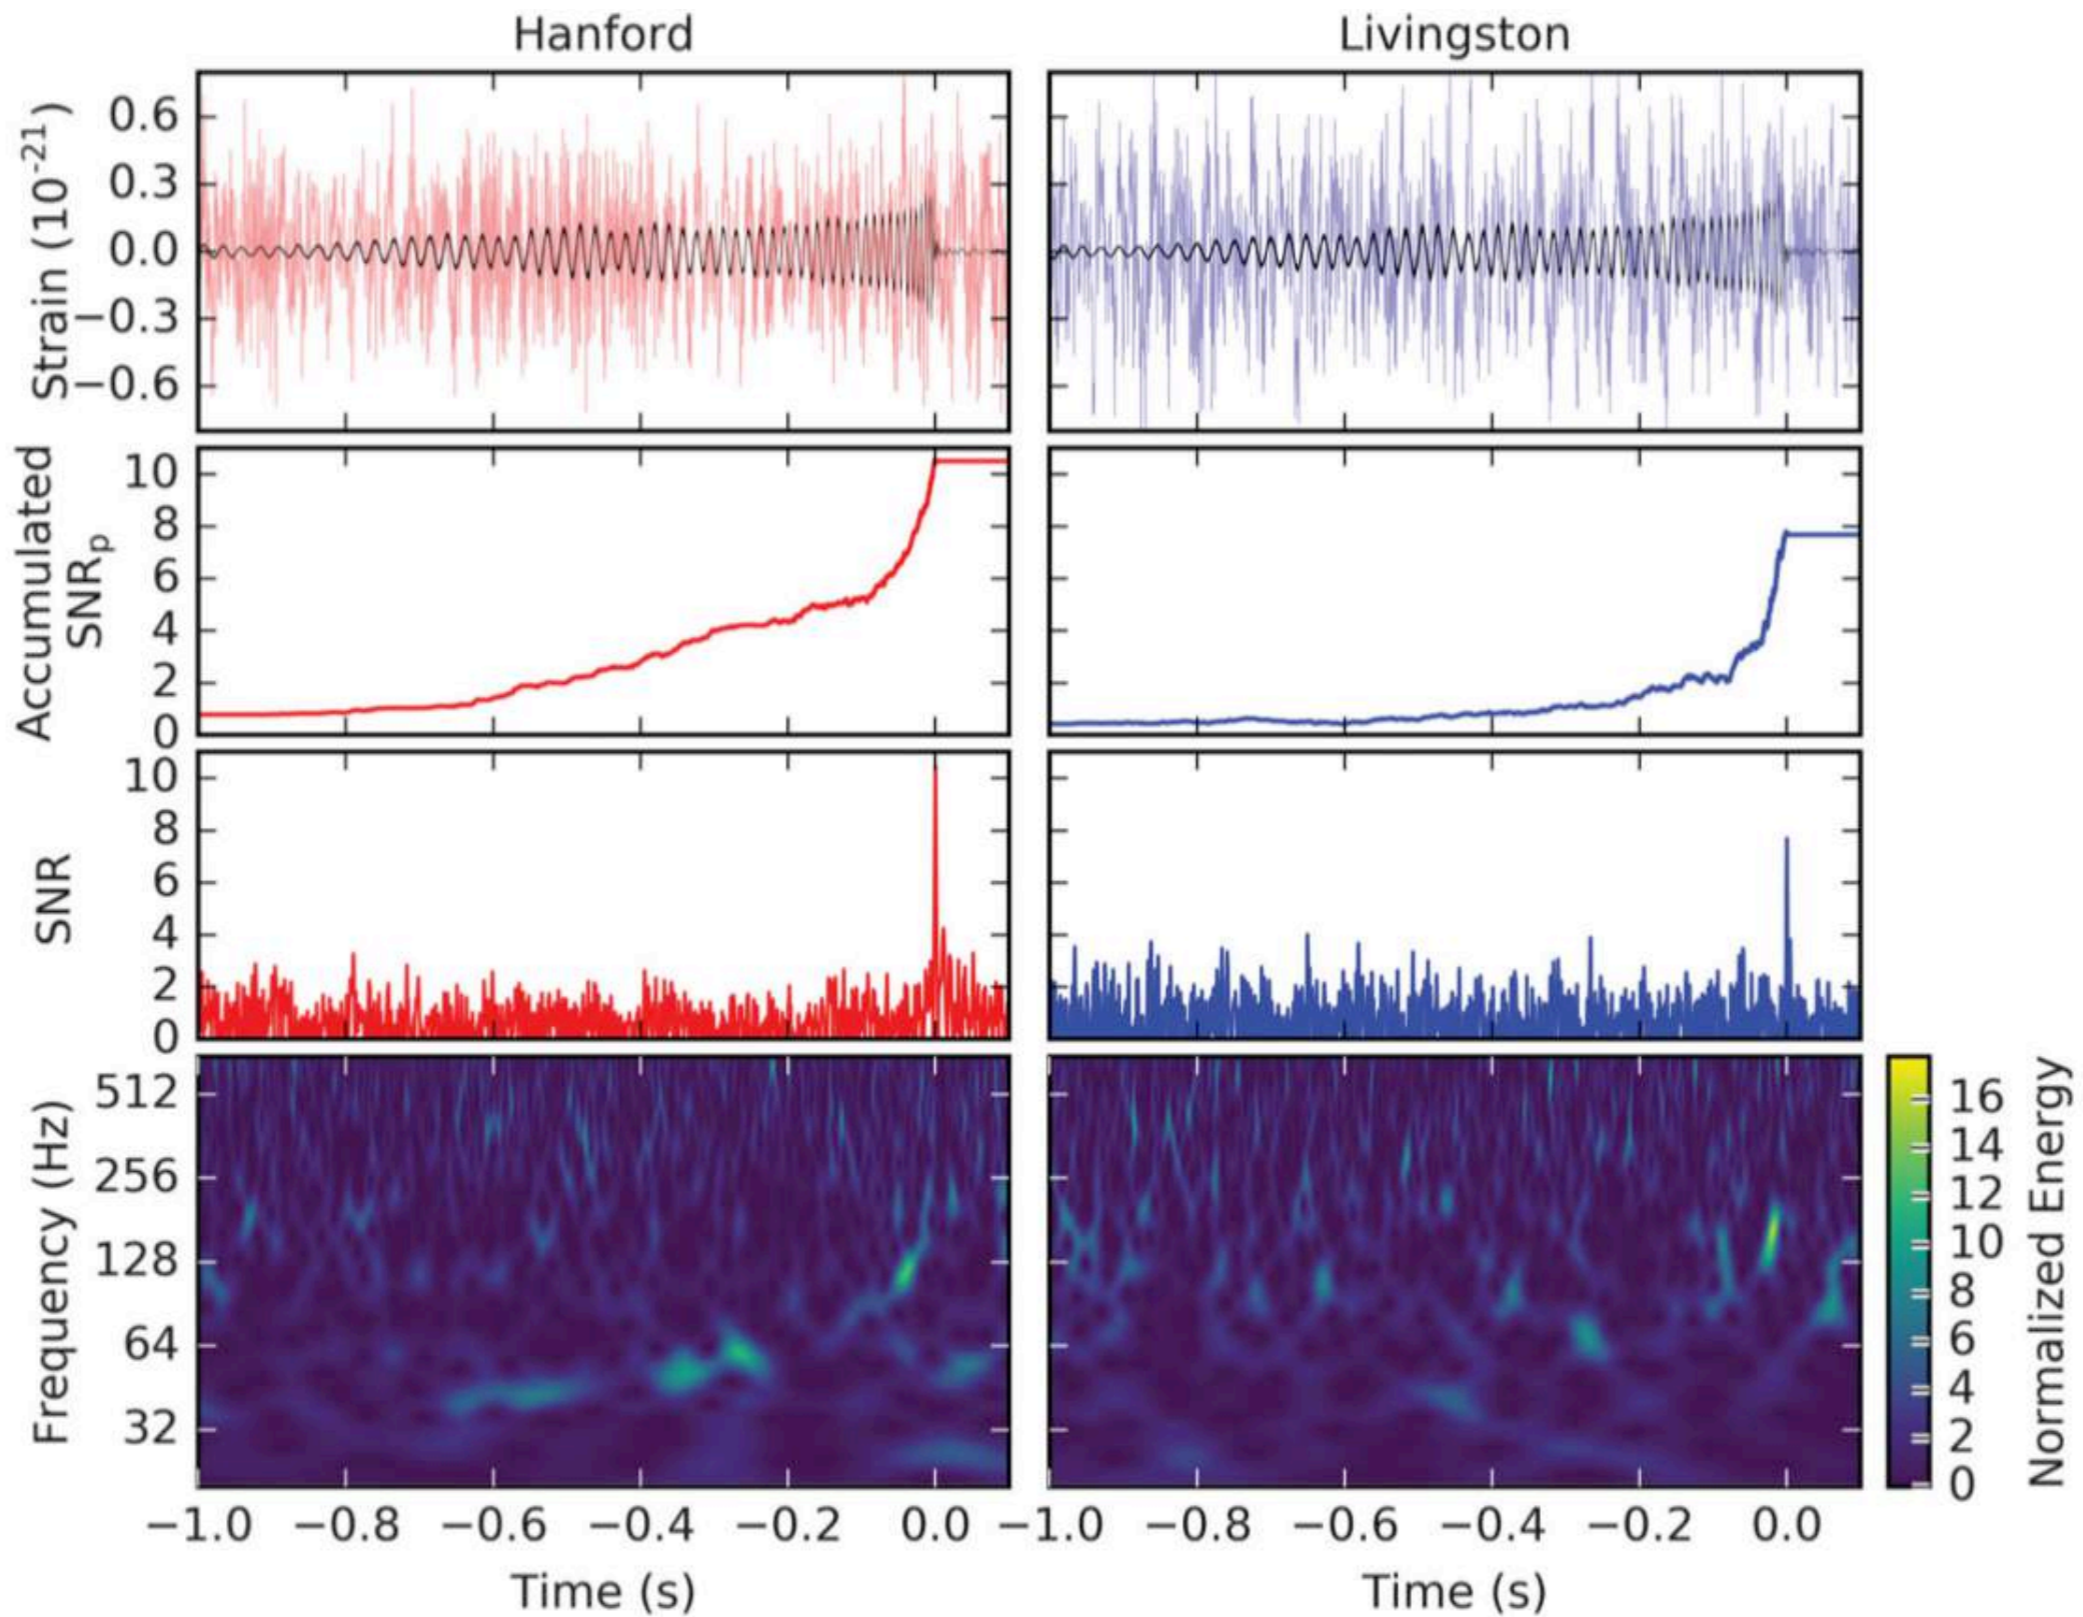 Hanford
Livingston
Strain (10⁻²¹)
0.6
0.3
0.0
−0.3
−0.6
Accumulated
SNRₚ
10
8
6
4
2
0
SNR
10
8
6
4
2
0
Frequency (Hz)
512
256
128
64
32
16
14
12
10
8
6
4
2
0
Normalized Energy
−1.0 −0.8 −0.6 −0.4 −0.2 0.0
−1.0 −0.8 −0.6 −0.4 −0.2 0.0
Time (s)
Time (s)